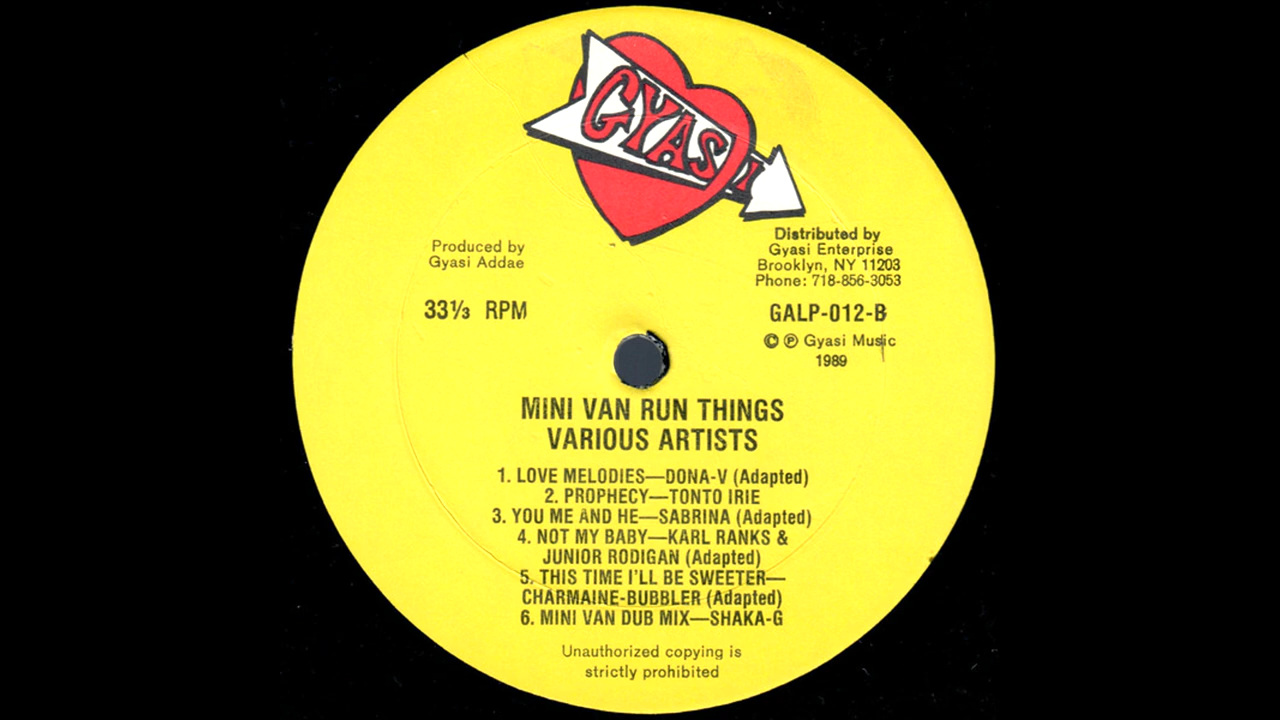 GYASI
Produced by
Gyasi Addae
Distributed by
Gyasi Enterprise
Brooklyn, NY 11203
Phone: 718-856-3053
33⅓ RPM
GALP-012-B
© ℗ Gyasi Music
1989
MINI VAN RUN THINGS
VARIOUS ARTISTS
1. LOVE MELODIES—DONA-V (Adapted)
2. PROPHECY—TONTO IRIE
3. YOU ME AND HE—SABRINA (Adapted)
4. NOT MY BABY—KARL RANKS &
JUNIOR RODIGAN (Adapted)
5. THIS TIME I'LL BE SWEETER—
CHARMAINE-BUBBLER (Adapted)
6. MINI VAN DUB MIX—SHAKA-G
Unauthorized copying is
strictly prohibited